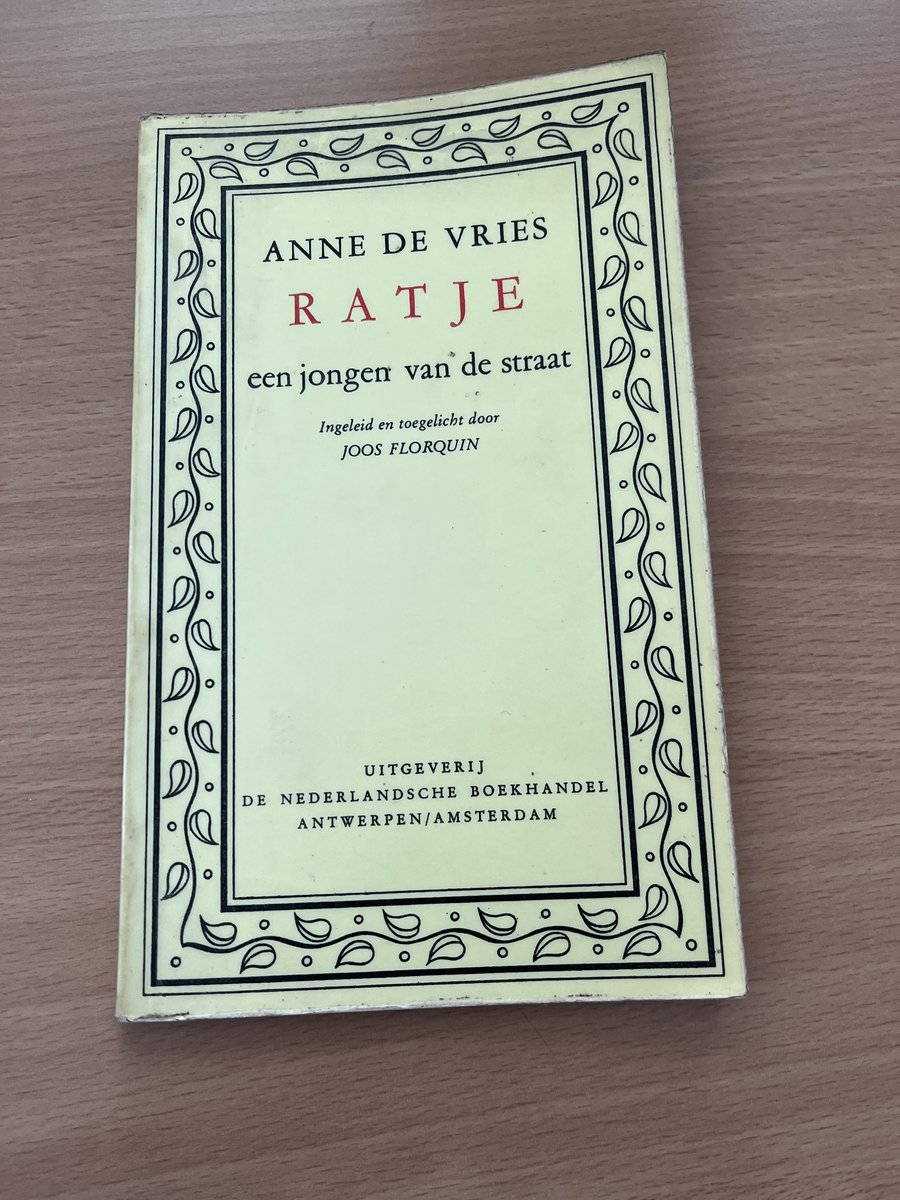 ANNE DE VRIES
RATJE
een jongen van de straat
Ingeleid en toegelicht door
JOOS FLORQUIN
UITGEVERIJ
DE NEDERLANDSCHE BOEKHANDEL
ANTWERPEN/AMSTERDAM